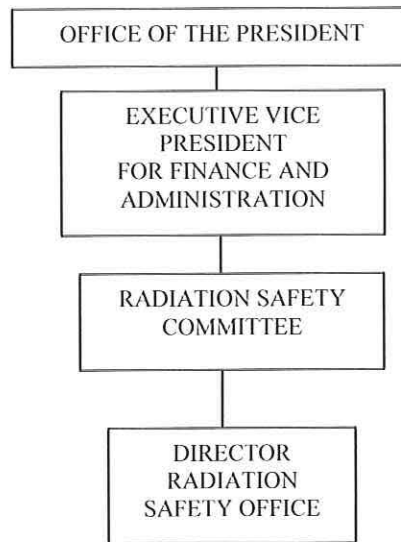 OFFICE OF THE PRESIDENT
EXECUTIVE VICE
PRESIDENT
FOR FINANCE AND
ADMINISTRATION
RADIATION SAFETY
COMMITTEE
DIRECTOR
RADIATION
SAFETY OFFICE